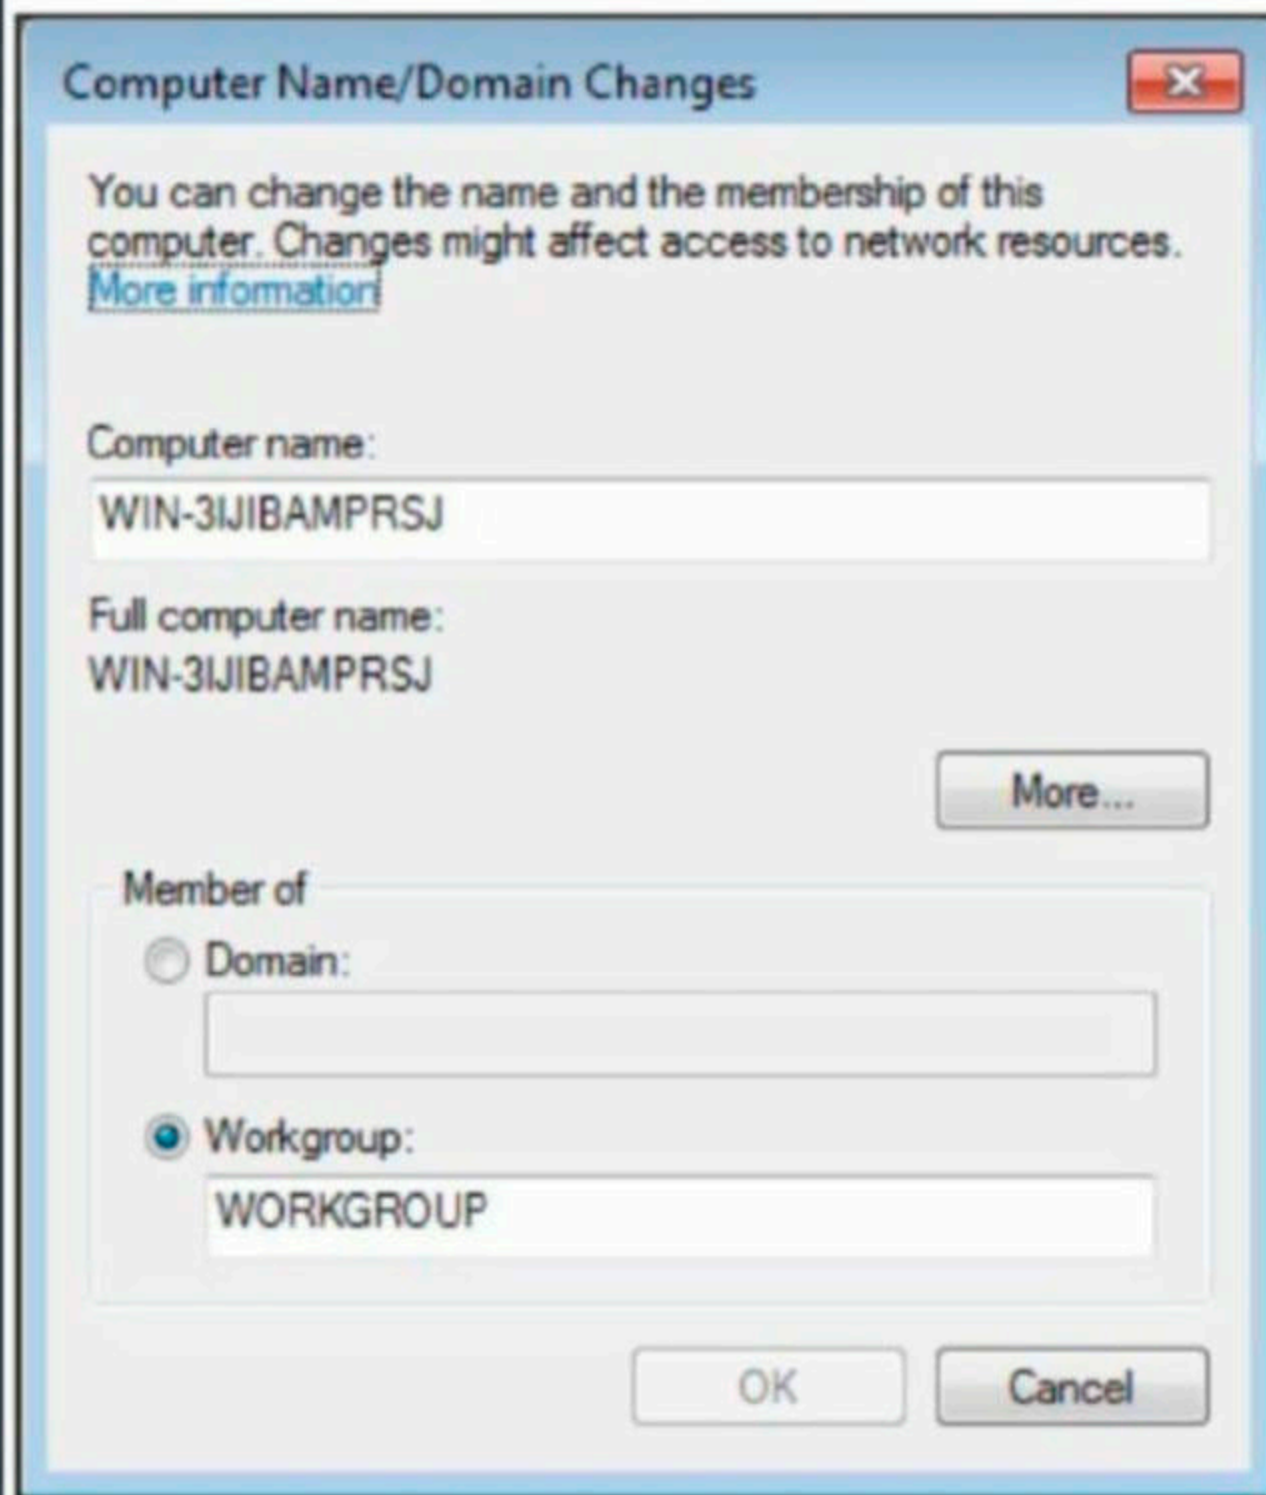 Computer Name/Domain Changes
You can change the name and the membership of this
computer. Changes might affect access to network resources.
More information
Computer name:
WIN-3IJIBAMPRSJ
Full computer name:
WIN-3IJIBAMPRSJ
More...
Member of
Domain:
Workgroup:
WORKGROUP
OK
Cancel